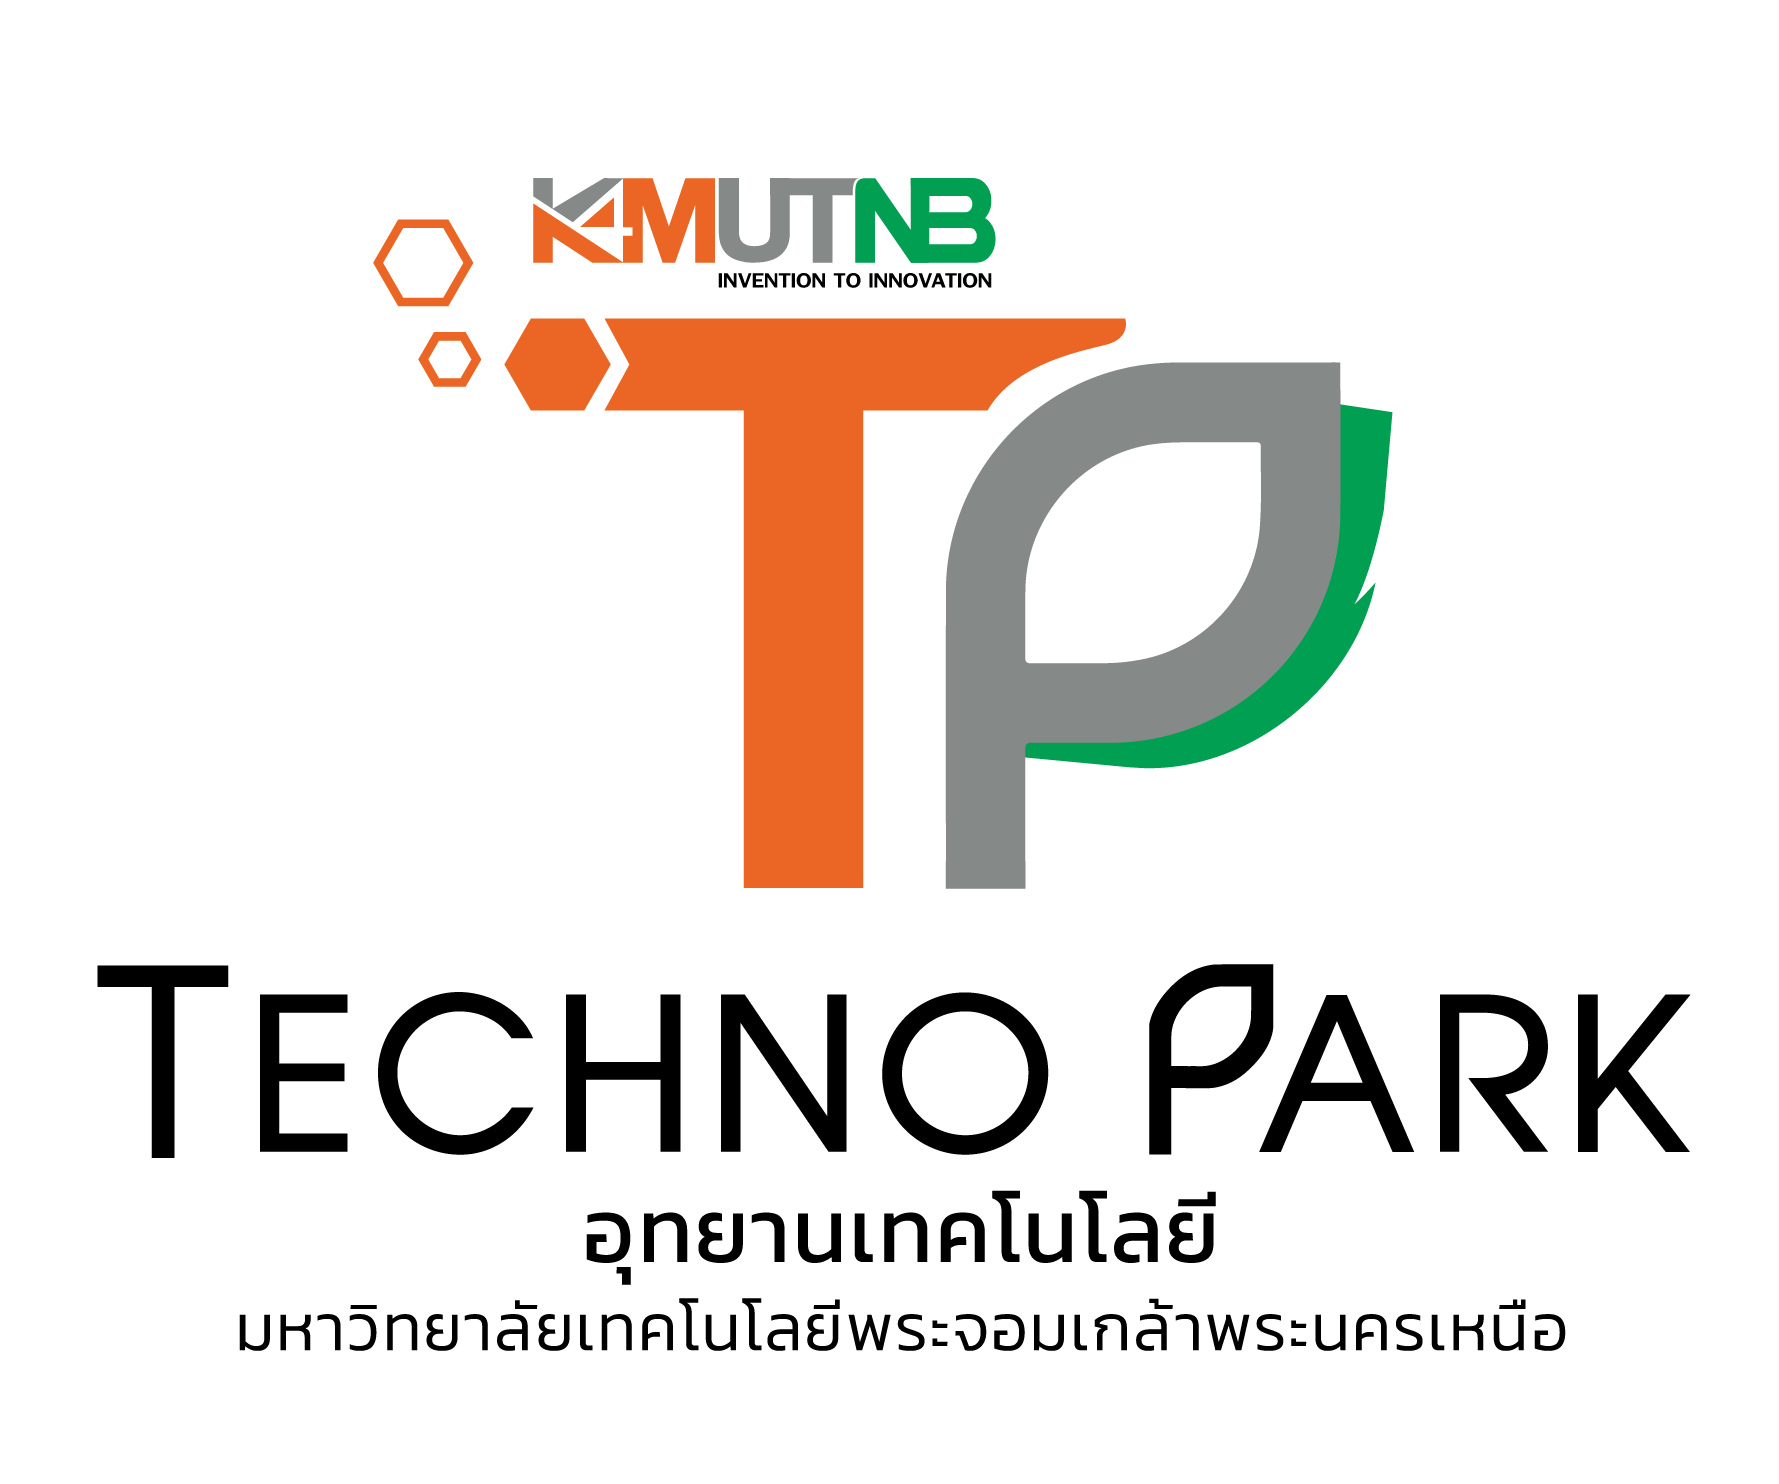 KMUTNB
INVENTION TO INNOVATION
TP
TECHNO PARK
อุทยานเทคโนโลยี
มหาวิทยาลัยเทคโนโลยีพระจอมเกล้าพระนครเหนือ